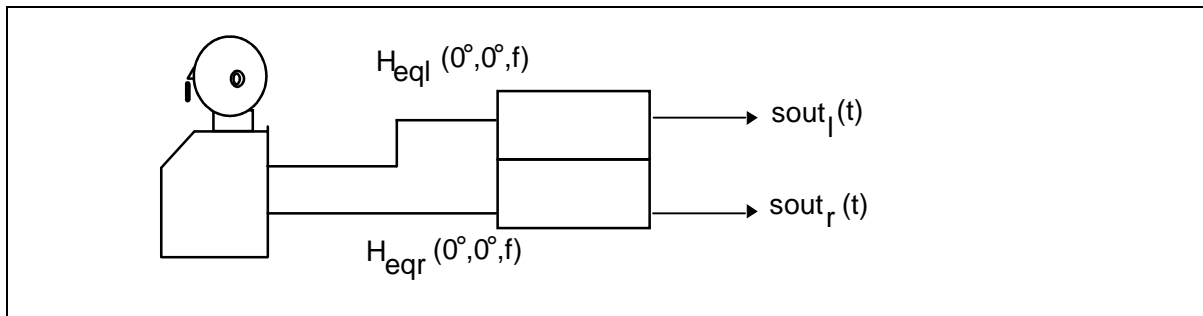 H_eql (0°,0°,f)
sout_l(t)
sout_r (t)
H_eqr (0°,0°,f)